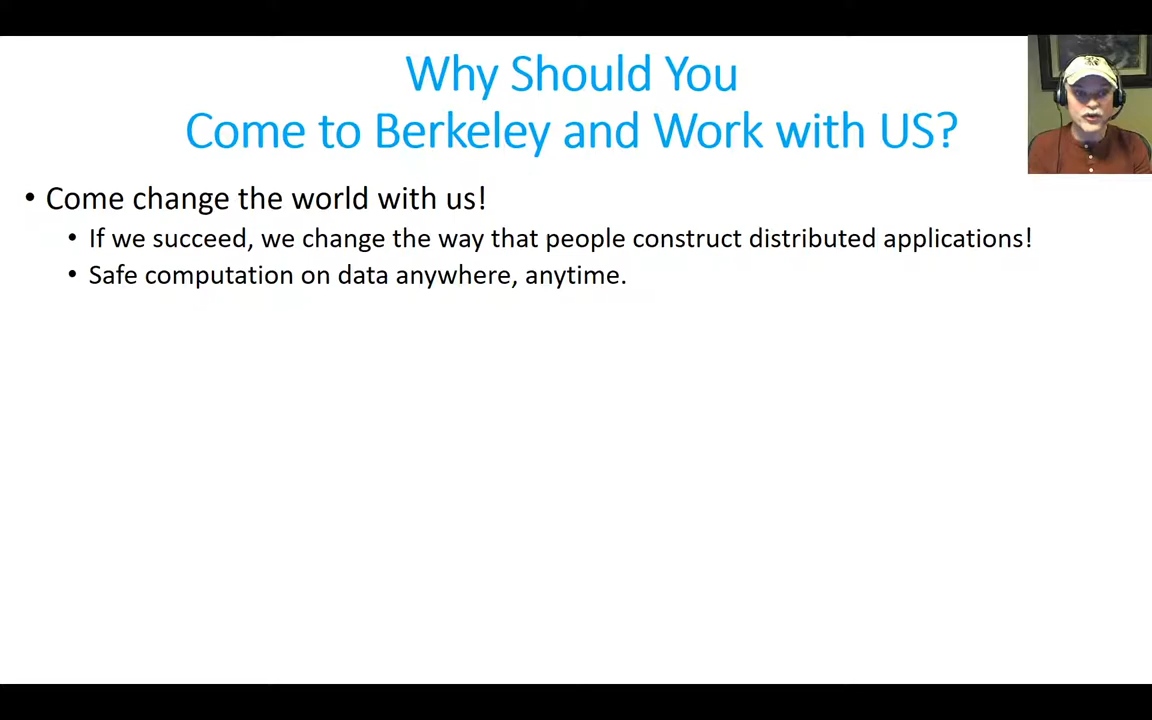 Why Should You
Come to Berkeley and Work with US?
• Come change the world with us!
• If we succeed, we change the way that people construct distributed applications!
• Safe computation on data anywhere, anytime.